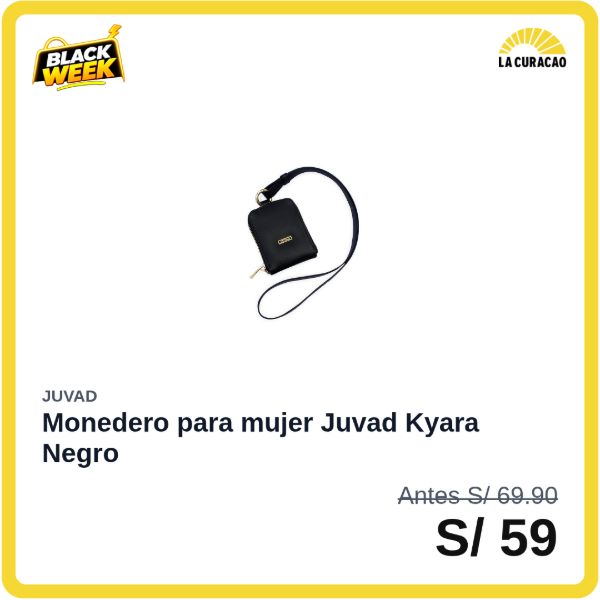 BLACK
WEEK
LA CURACAO
JUVAD
Monedero para mujer Juvad Kyara
Negro
Antes S/ 69.90
S/ 59